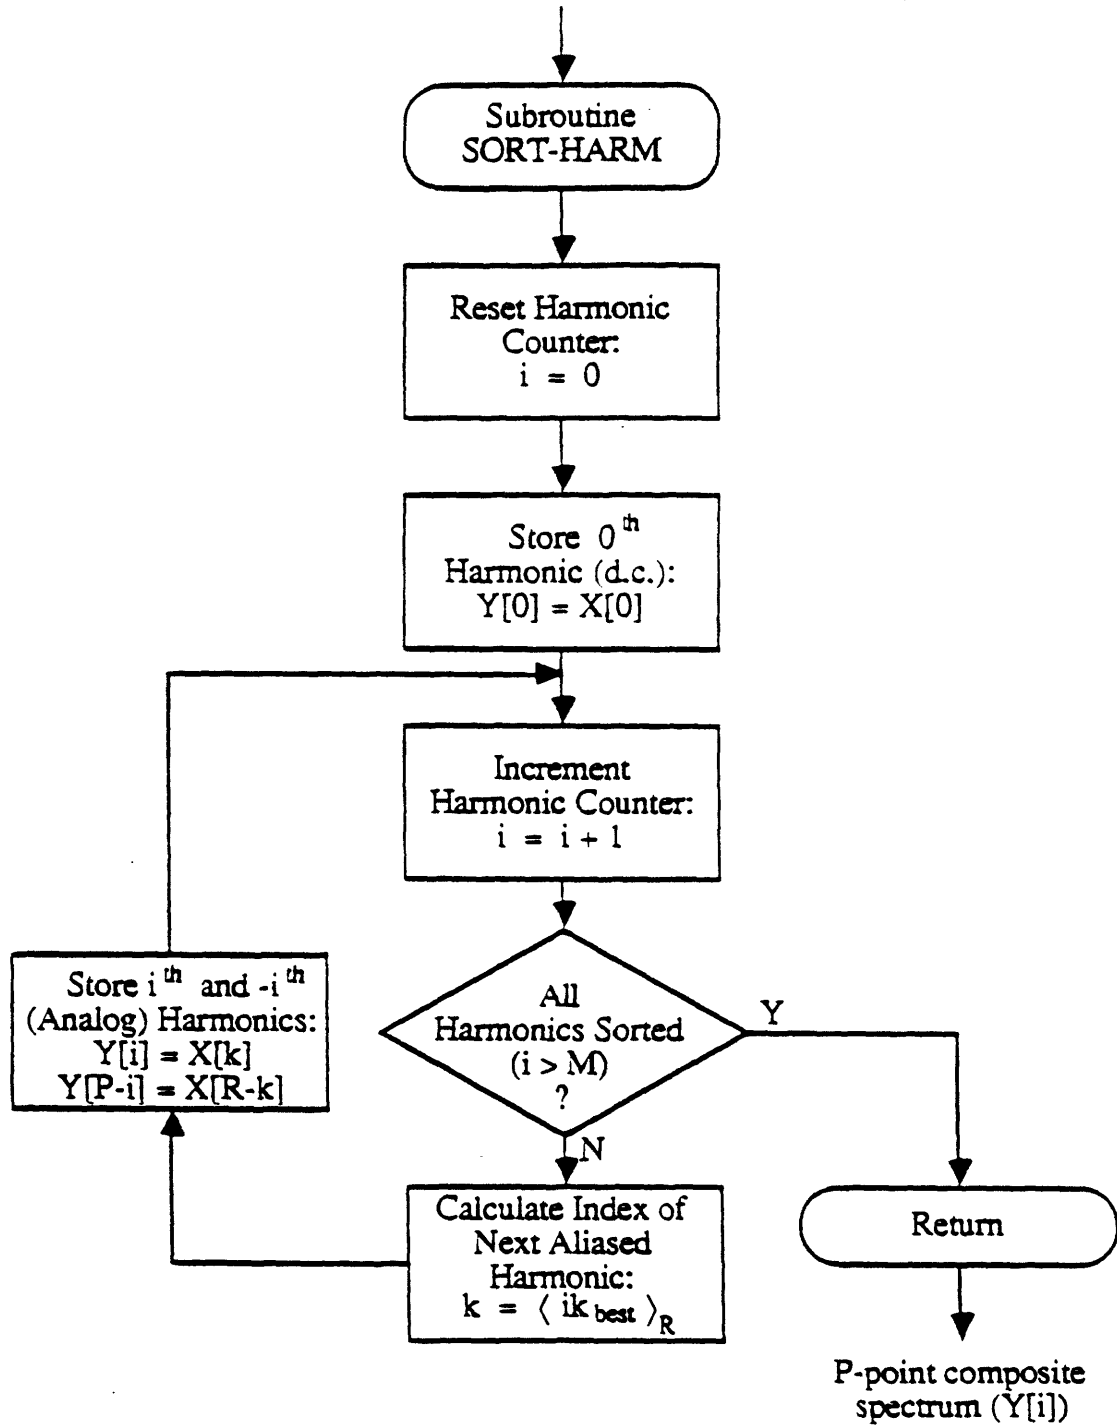 Subroutine
SORT-HARM
Reset Harmonic
Counter:
i = 0
Store 0th
Harmonic (d.c.):
Y[0] = X[0]
Increment
Harmonic Counter:
i = i + 1
All
Harmonics Sorted
(i > M)
?
Y
N
Calculate Index of
Next Aliased
Harmonic:
k = ⟨ ik best ⟩R
Store ith and -ith
(Analog) Harmonics:
Y[i] = X[k]
Y[P-i] = X[R-k]
Return
P-point composite
spectrum (Y[i])